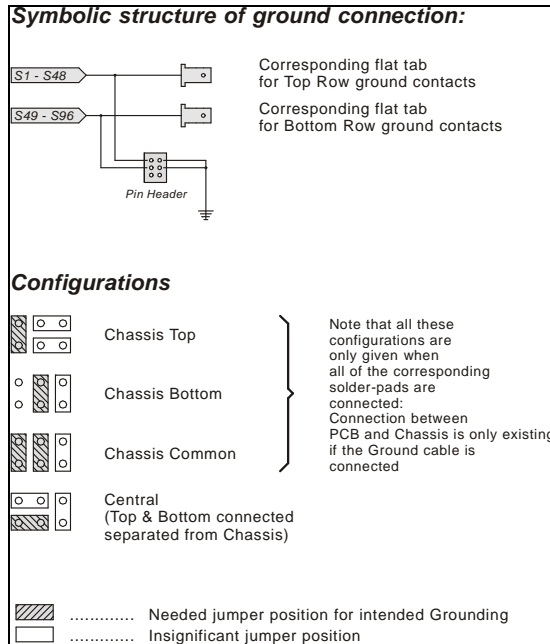 Symbolic structure of ground connection:
S1 - S48
Corresponding flat tab
for Top Row ground contacts
S49 - S96
Corresponding flat tab
for Bottom Row ground contacts
Pin Header
Configurations
Chassis Top
Chassis Bottom
Chassis Common
Note that all these
configurations are
only given when
all of the corresponding
solder-pads are
connected:
Connection between
PCB and Chassis is only existing
if the Ground cable is
connected
Central
(Top & Bottom connected
separated from Chassis)
............. Needed jumper position for intended Grounding
............. Insignificant jumper position